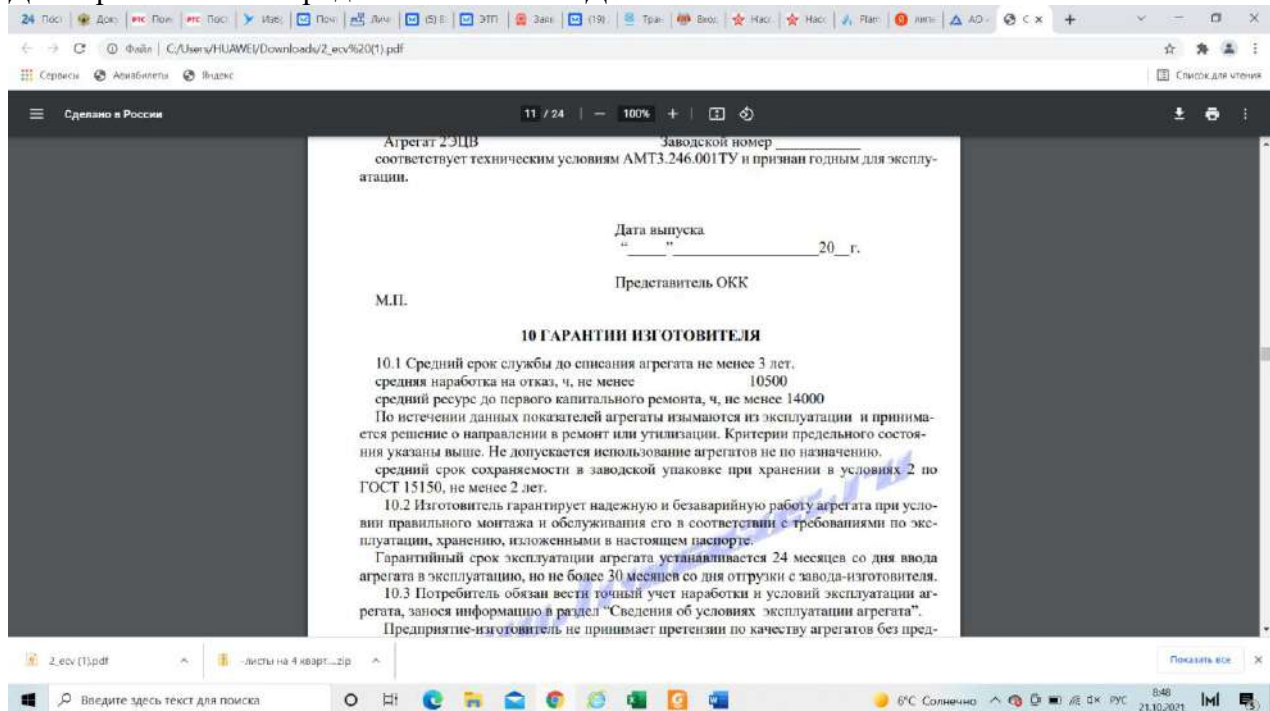 24 Пост
РТС
C:/Users/HUAWEI/Downloads/2_ecv%20(1).pdf
Файл
Сервисы Авиабилеты Яндекс Список для чтения
Сделано в России 11 / 24 | — 100% +
Агрегат 2ЭЦВ Заводской номер ____________
соответствует техническим условиям АМТ3.246.001ТУ и признан годным для эксплу-
атации.
Дата выпуска
“_____”____________________20__г.
Представитель ОКК
М.П.
10 ГАРАНТИИ ИЗГОТОВИТЕЛЯ
10.1 Средний срок службы до списания агрегата не менее 3 лет.
средняя наработка на отказ, ч, не менее 10500
средний ресурс до первого капитального ремонта, ч, не менее 14000
По истечении данных показателей агрегаты изымаются из эксплуатации и принима-
ется решение о направлении в ремонт или утилизации. Критерии предельного состоя-
ния указаны выше. Не допускается использование агрегатов не по назначению.
средний срок сохраняемости в заводской упаковке при хранении в условиях 2 по
ГОСТ 15150, не менее 2 лет.
10.2 Изготовитель гарантирует надежную и безаварийную работу агрегата при усло-
вии правильного монтажа и обслуживания его в соответствии с требованиями по экс-
плуатации, хранению, изложенными в настоящем паспорте.
Гарантийный срок эксплуатации агрегата устанавливается 24 месяцев со дня ввода
агрегата в эксплуатацию, но не более 30 месяцев со дня отгрузки с завода-изготовителя.
10.3 Потребитель обязан вести точный учет наработки и условий эксплуатации аг-
регата, занося информацию в раздел “Сведения об условиях эксплуатации агрегата”.
Предприятие-изготовитель не принимает претензии по качеству агрегатов без пред-
2_ecv (1).pdf -листы на 4 кварт....zip Показать все
Введите здесь текст для поиска 6°C Солнечно РУС 8:48
21.10.2021